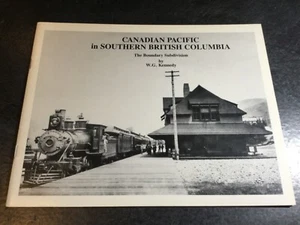 CANADIAN PACIFIC
in SOUTHERN BRITISH COLUMBIA
The Boundary Subdivision
by
W.G. Kennedy